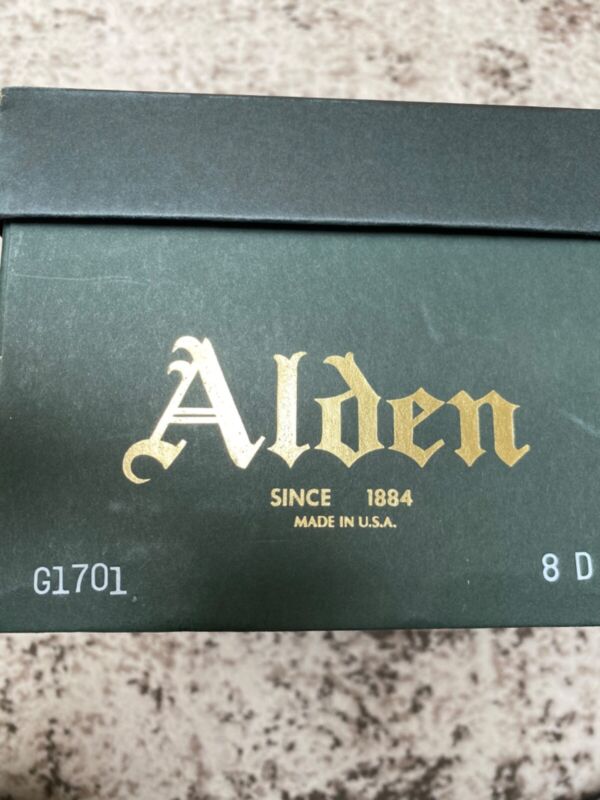 Alden
SINCE 1884
MADE IN U.S.A.
G1701
8 D